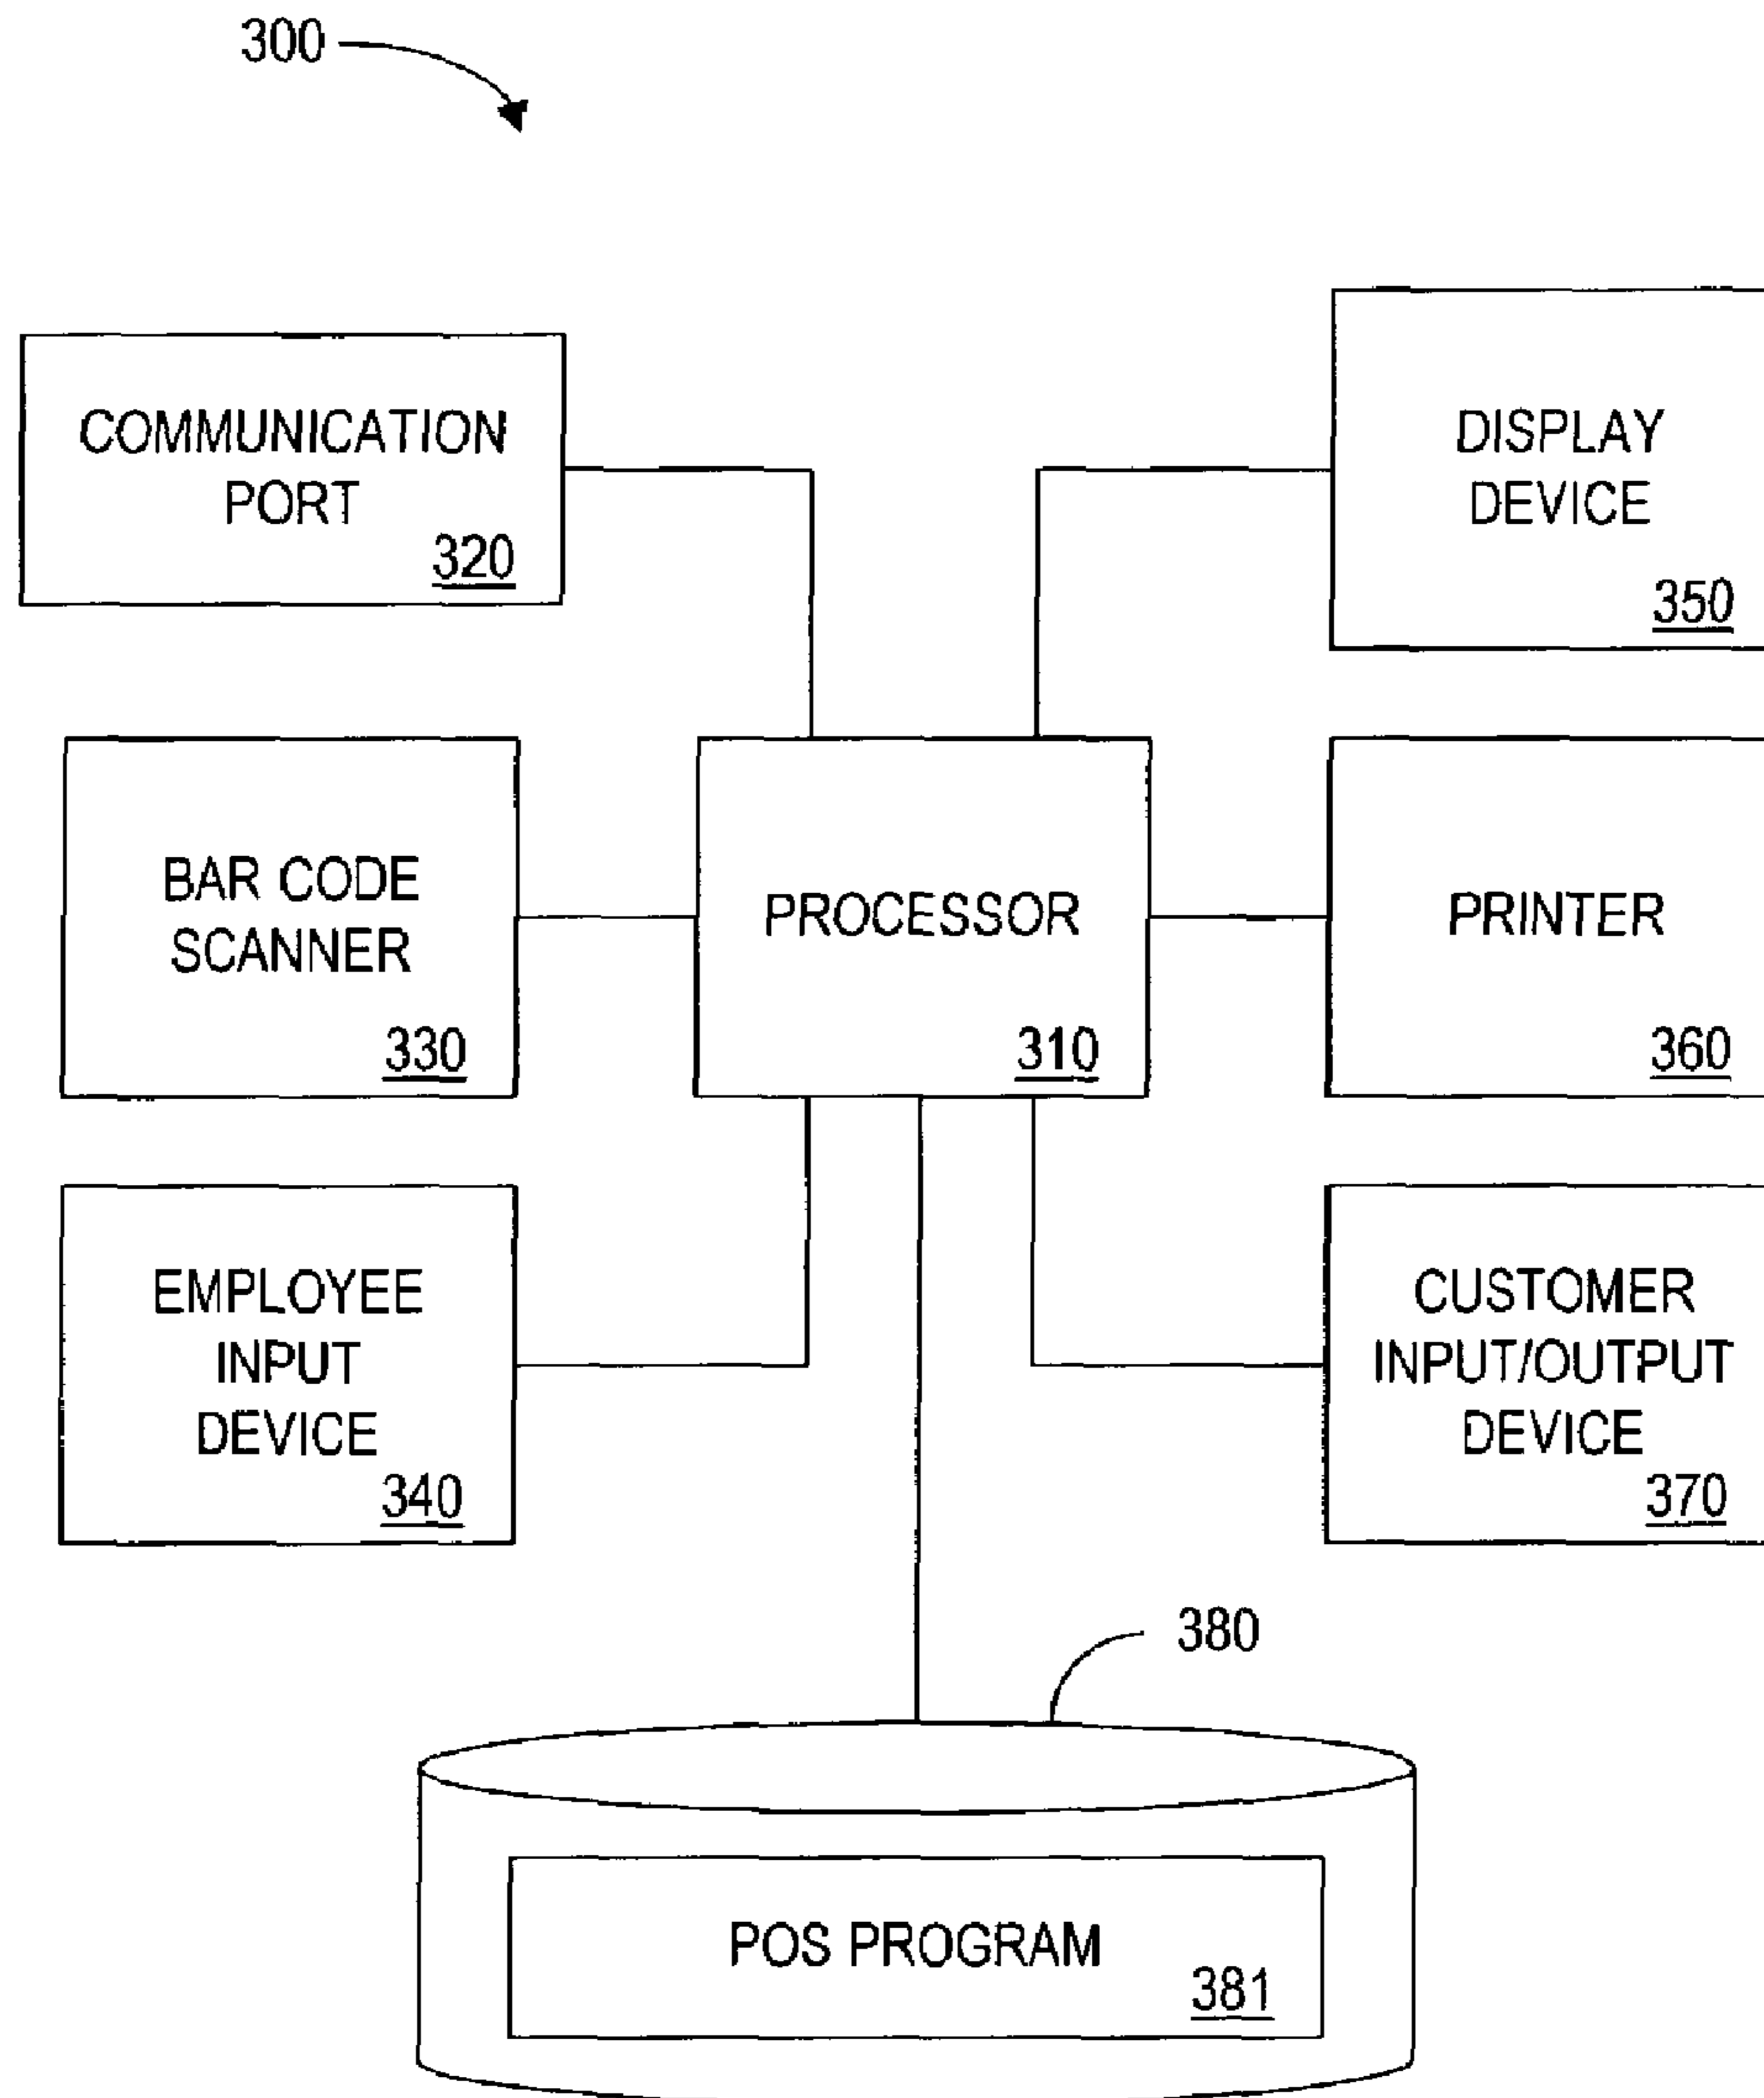 300
COMMUNICATION
PORT
320
DISPLAY
DEVICE
350
BAR CODE
SCANNER
330
PROCESSOR
310
PRINTER
360
EMPLOYEE
INPUT
DEVICE
340
CUSTOMER
INPUT/OUTPUT
DEVICE
370
380
POS PROGRAM
381